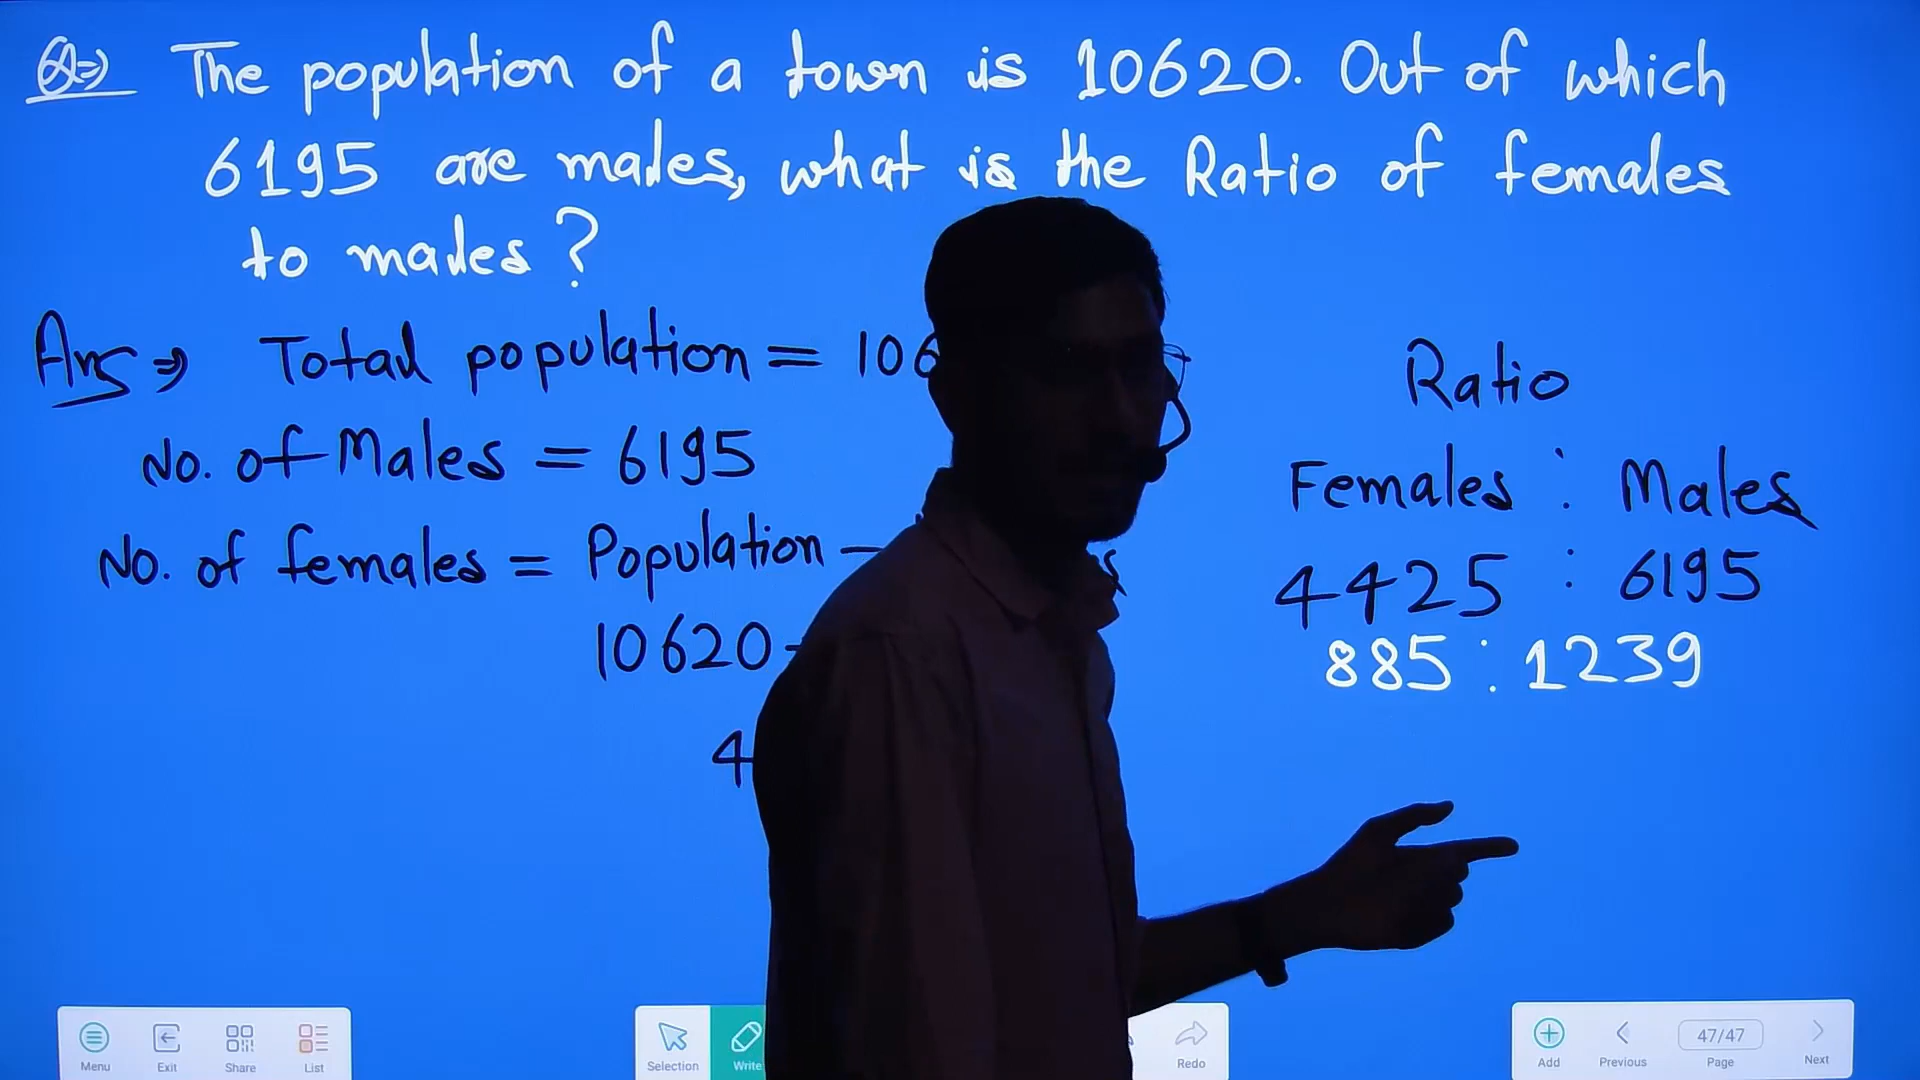 Q⇒ The population of a town is 10620. Out of which
6195 are males, what is the Ratio of females
to males?
Ans ⇒ Total population = 106
No. of Males = 6195
No. of females = Population –
10620 -
4
Ratio
Females : Males
4425 : 6195
885 : 1239
Menu Exit Share List Selection Write Redo Add Previous 47/47 Page Next